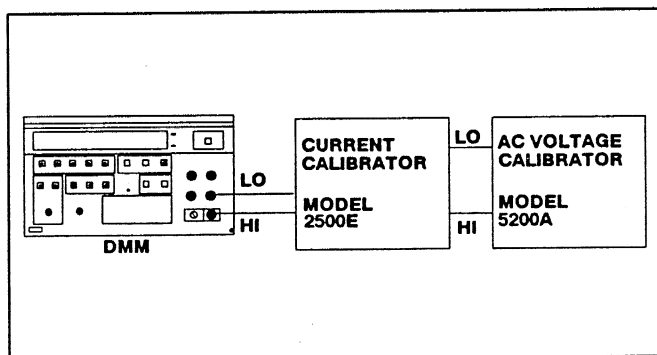 CURRENT
CALIBRATOR
MODEL
2500E
LO
AC VOLTAGE
CALIBRATOR
MODEL
5200A
HI
LO
HI
DMM